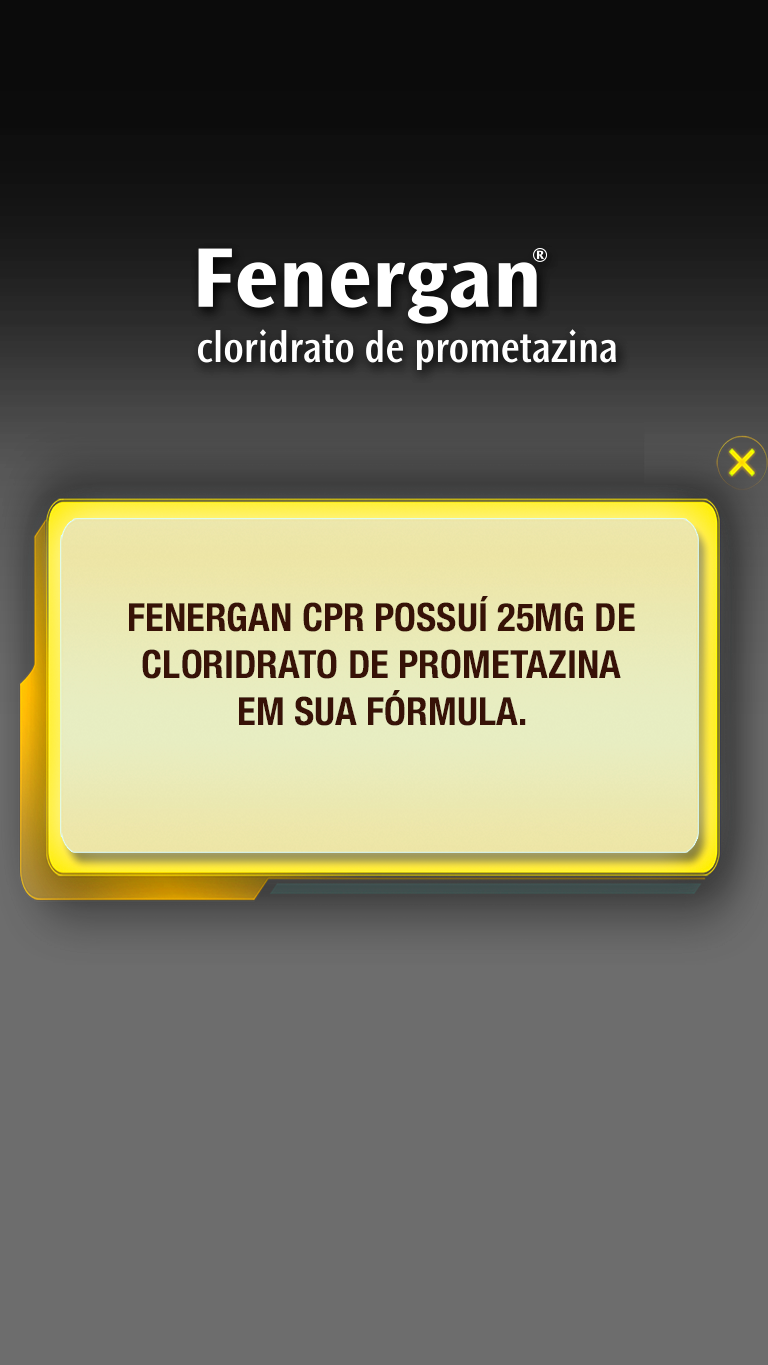 Fenergan®
cloridrato de prometazina
FENERGAN CPR POSSUÍ 25MG DE
CLORIDRATO DE PROMETAZINA
EM SUA FÓRMULA.